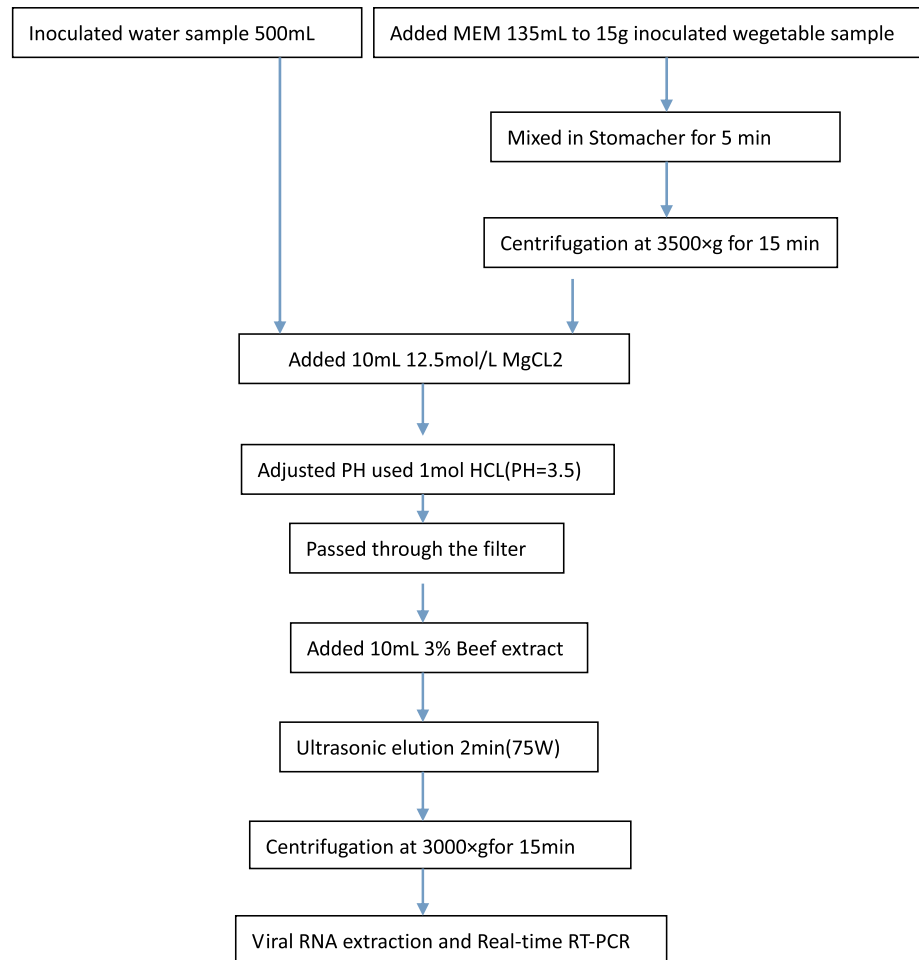 Inoculated water sample 500mL
Added MEM 135mL to 15g inoculated wegetable sample
Mixed in Stomacher for 5 min
Centrifugation at 3500×g for 15 min
Added 10mL 12.5mol/L MgCL2
Adjusted PH used 1mol HCL(PH=3.5)
Passed through the filter
Added 10mL 3% Beef extract
Ultrasonic elution 2min(75W)
Centrifugation at 3000×gfor 15min
Viral RNA extraction and Real-time RT-PCR